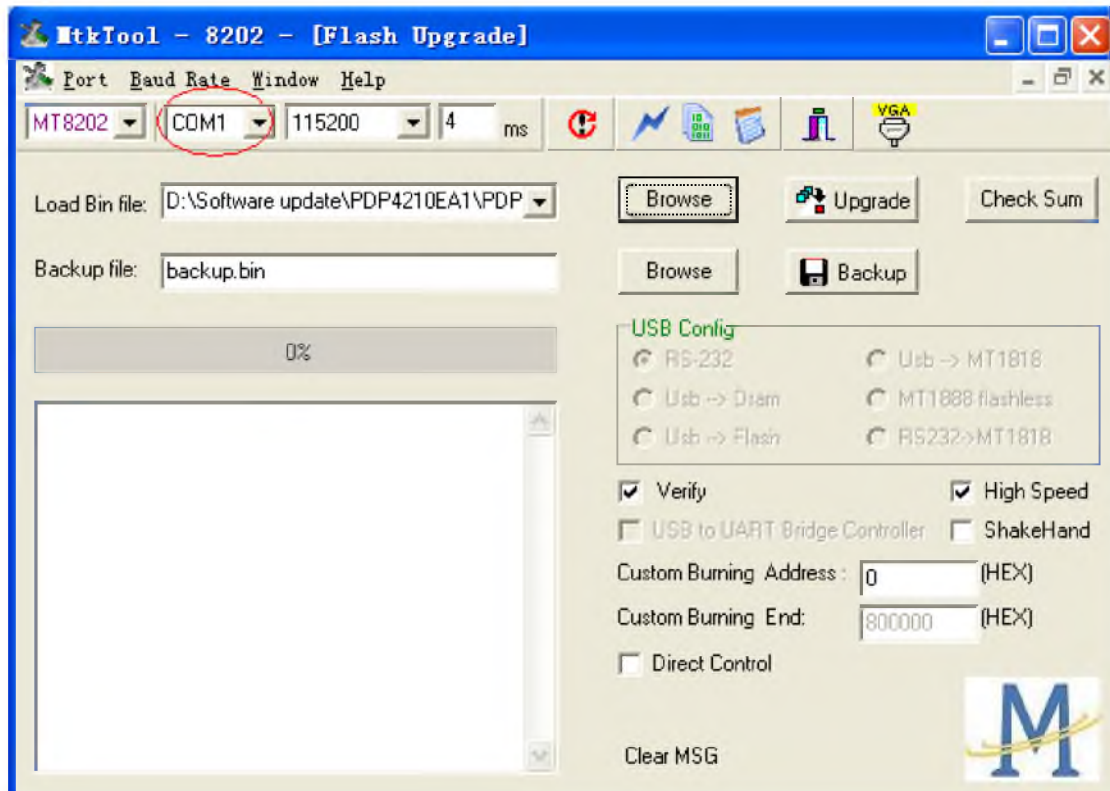 MtkTool - 8202 - [Flash Upgrade]
Port Baud Rate Window Help
MT8202 COM1 115200 4 ms VGA
Load Bin file: D:\Software update\PDP4210EA1\PDP Browse Upgrade Check Sum
Backup file: backup.bin Browse Backup
USB Config
0%
RS-232 Usb --> MT1818
Usb --> Dram MT1888 flashless
Usb --> Flash RS232->MT1818
Verify High Speed
USB to UART Bridge Controller ShakeHand
Custom Burning Address : 0 (HEX)
Custom Burning End: 800000 (HEX)
Direct Control
Clear MSG
M